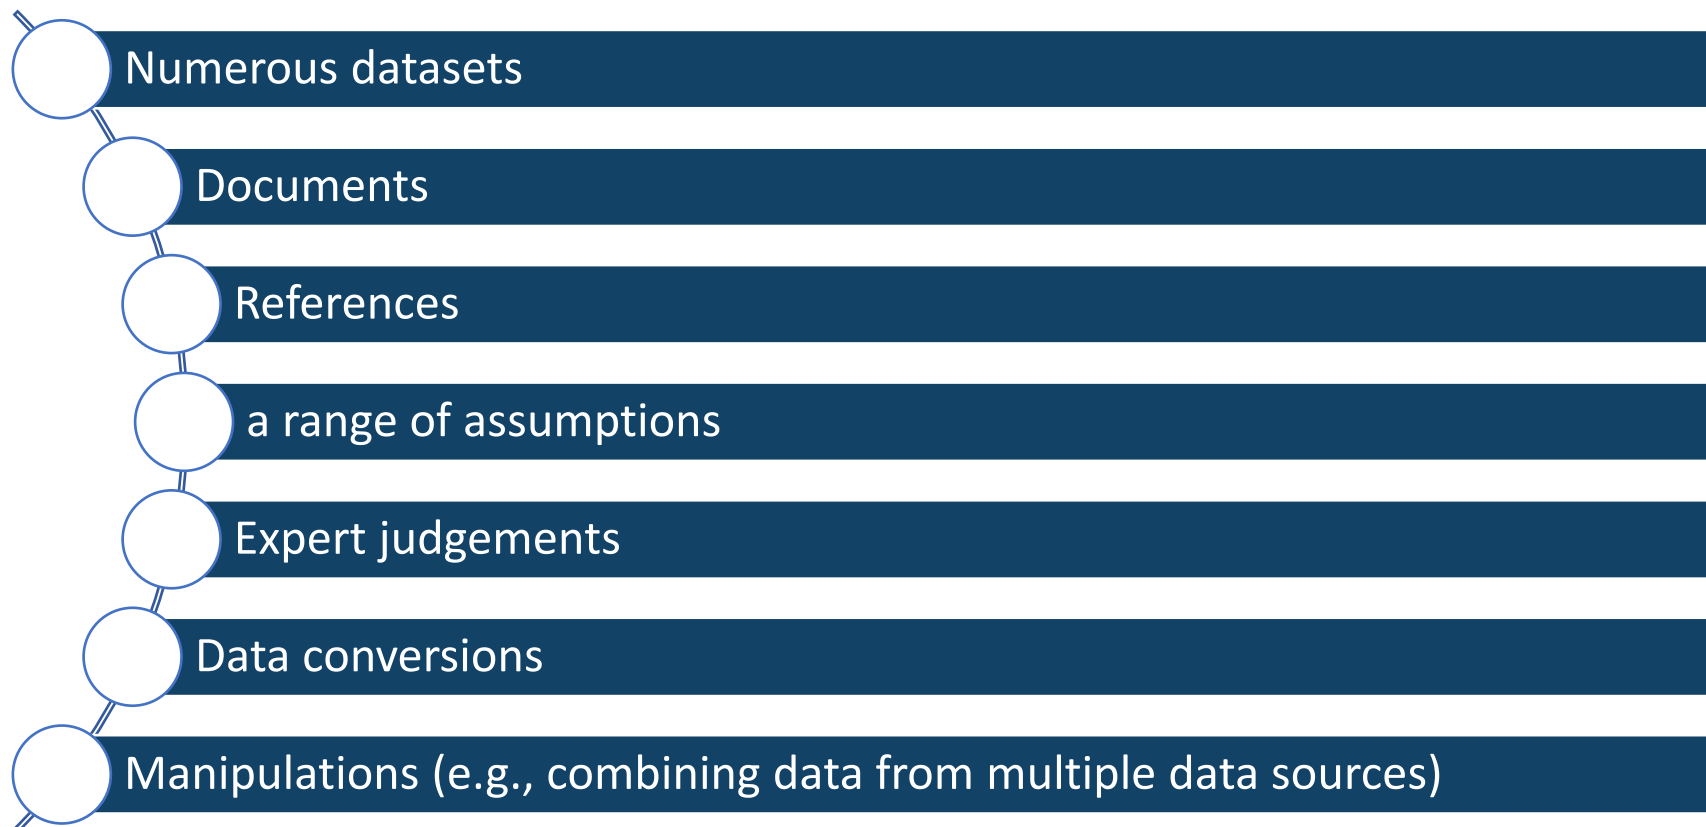 Numerous datasets
Documents
References
a range of assumptions
Expert judgements
Data conversions
Manipulations (e.g., combining data from multiple data sources)